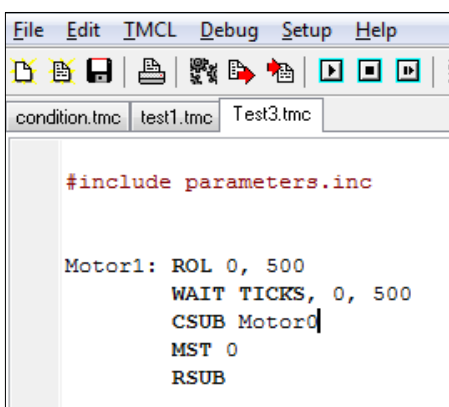 File Edit TMCL Debug Setup Help
condition.tmc test1.tmc Test3.tmc
#include parameters.inc
Motor1: ROL 0, 500
WAIT TICKS, 0, 500
CSUB Motor0
MST 0
RSUB